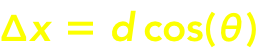 Δx = d cos(θ)